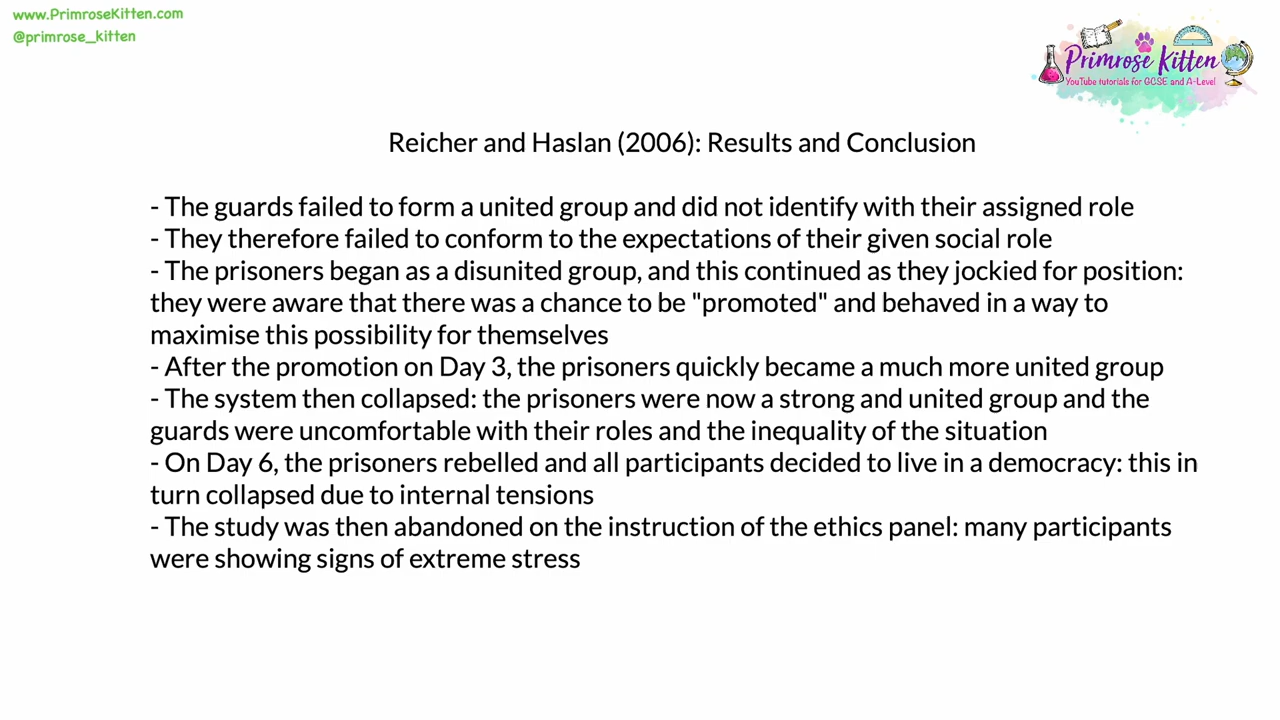 www.PrimroseKitten.com
@primrose_kitten
Primrose Kitten
YouTube tutorials for GCSE and A-Level
Reicher and Haslan (2006): Results and Conclusion
- The guards failed to form a united group and did not identify with their assigned role
- They therefore failed to conform to the expectations of their given social role
- The prisoners began as a disunited group, and this continued as they jockied for position:
they were aware that there was a chance to be "promoted" and behaved in a way to
maximise this possibility for themselves
- After the promotion on Day 3, the prisoners quickly became a much more united group
- The system then collapsed: the prisoners were now a strong and united group and the
guards were uncomfortable with their roles and the inequality of the situation
- On Day 6, the prisoners rebelled and all participants decided to live in a democracy: this in
turn collapsed due to internal tensions
- The study was then abandoned on the instruction of the ethics panel: many participants
were showing signs of extreme stress